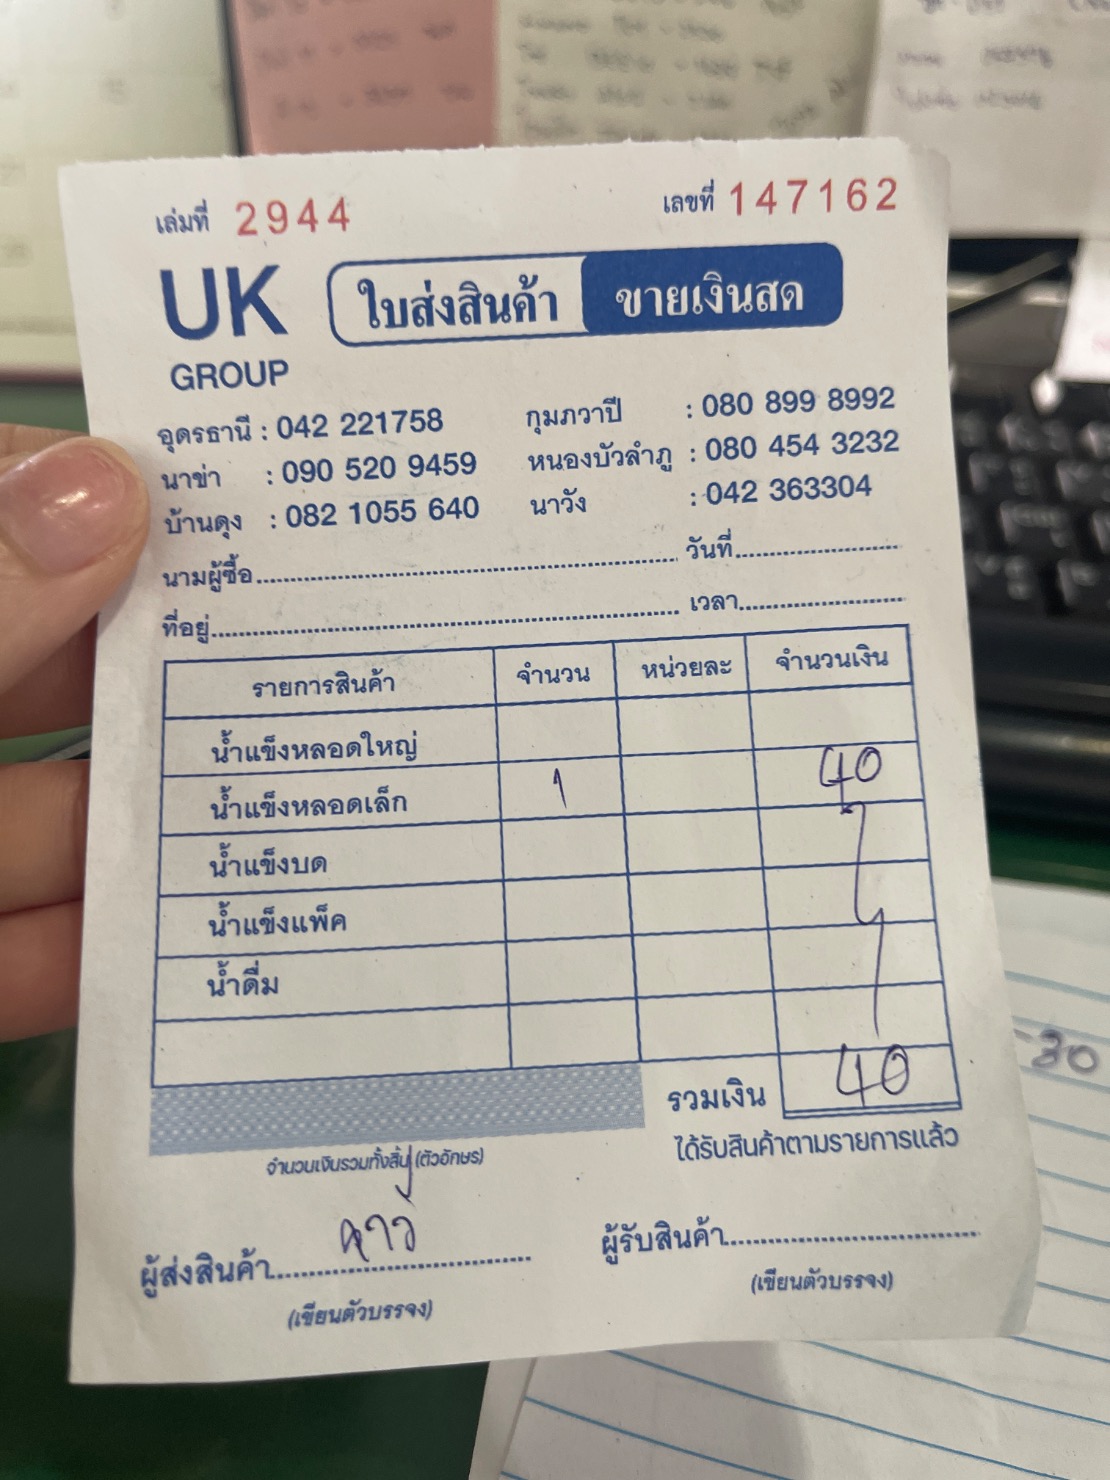 เล่มที่ 2944 เลขที่ 147162
UK GROUP ใบส่งสินค้า ขายเงินสด
อุดรธานี : 042 221758 กุมภวาปี : 080 899 8992
นาข่า : 090 520 9459 หนองบัวลำภู : 080 454 3232
บ้านดุง : 082 1055 640 นาวัง : 042 363304
นามผู้ซื้อ วันที่
ที่อยู่ เวลา
รายการสินค้า จำนวน หน่วยละ จำนวนเงิน
น้ำแข็งหลอดใหญ่
น้ำแข็งหลอดเล็ก 1 40
น้ำแข็งบด
น้ำแข็งแพ็ค
น้ำดื่ม
รวมเงิน 40
จำนวนเงินรวมทั้งสิ้น (ตัวอักษร) ได้รับสินค้าตามรายการแล้ว
ผู้ส่งสินค้า ผู้รับสินค้า
(เขียนตัวบรรจง) (เขียนตัวบรรจง)
-30